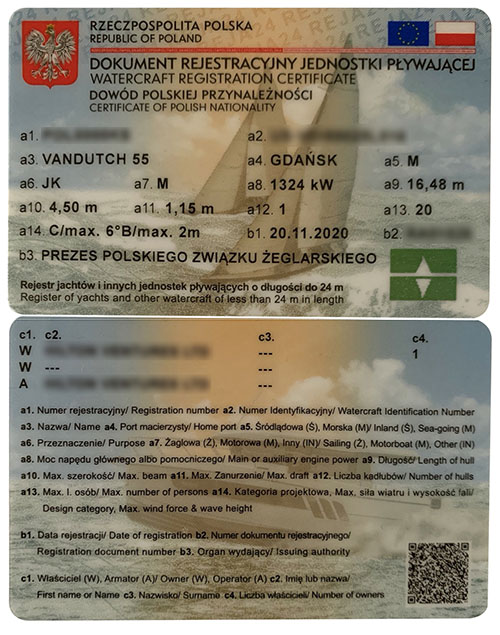 RZECZPOSPOLITA POLSKA
REPUBLIC OF POLAND
DOKUMENT REJESTRACYJNY JEDNOSTKI PŁYWAJĄCEJ
WATERCRAFT REGISTRATION CERTIFICATE
DOWÓD POLSKIEJ PRZYNALEŻNOŚCI
CERTIFICATE OF POLISH NATIONALITY
a1. a2.
a3. VANDUTCH 55 a4. GDAŃSK a5. M
a6. JK a7. M a8. 1324 kW a9. 16,48 m
a10. 4,50 m a11. 1,15 m a12. 1 a13. 20
a14. C/max. 6°B/max. 2m b1. 20.11.2020 b2.
b3. PREZES POLSKIEGO ZWIĄZKU ŻEGLARSKIEGO
Rejestr jachtów i innych jednostek pływających o długości do 24 m
Register of yachts and other watercraft of less than 24 m in length
c1. c2. c3. c4.
W --- 1
W --- ---
A ---
a1. Numer rejestracyjny/ Registration number a2. Numer Identyfikacyjny/ Watercraft Identification Number
a3. Nazwa/ Name a4. Port macierzysty/ Home port a5. Śródlądowa (Ś), Morska (M)/ Inland (Ś), Sea-going (M)
a6. Przeznaczenie/ Purpose a7. Żaglowa (Ż), Motorowa (M), Inny (IN)/ Sailing (Ż), Motorboat (M), Other (IN)
a8. Moc napędu głównego albo pomocniczego/ Main or auxiliary engine power a9. Długość/ Length of hull
a10. Max. szerokość/ Max. beam a11. Max. Zanurzenie/ Max. draft a12. Liczba kadłubów/ Number of hulls
a13. Max. l. osób/ Max. number of persons a14. Kategoria projektowa, Max. siła wiatru i wysokość fali/
Design category, Max. wind force & wave height
b1. Data rejestracji/ Date of registration b2. Numer dokumentu rejestracyjnego/
Registration document number b3. Organ wydający/ Issuing authority
c1. Właściciel (W), Armator (A)/ Owner (W), Operator (A) c2. Imię lub nazwa/
First name or Name c3. Nazwisko/ Surname c4. Liczba właścicieli/ Number of owners